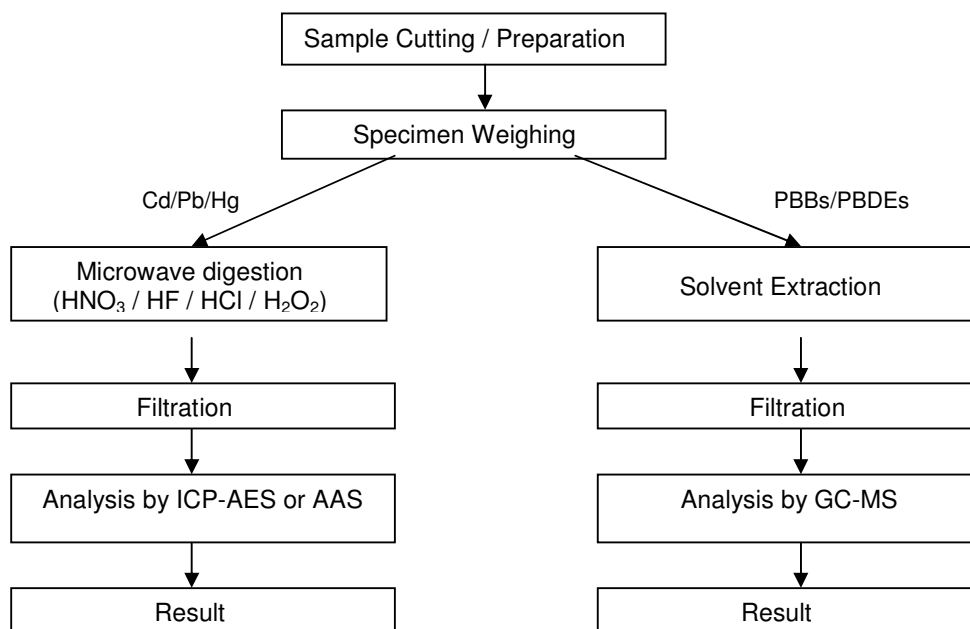 Sample Cutting / Preparation
Specimen Weighing
Cd/Pb/Hg
PBBs/PBDEs
Microwave digestion
(HNO₃ / HF / HCl / H₂O₂)
Solvent Extraction
Filtration
Filtration
Analysis by ICP-AES or AAS
Analysis by GC-MS
Result
Result